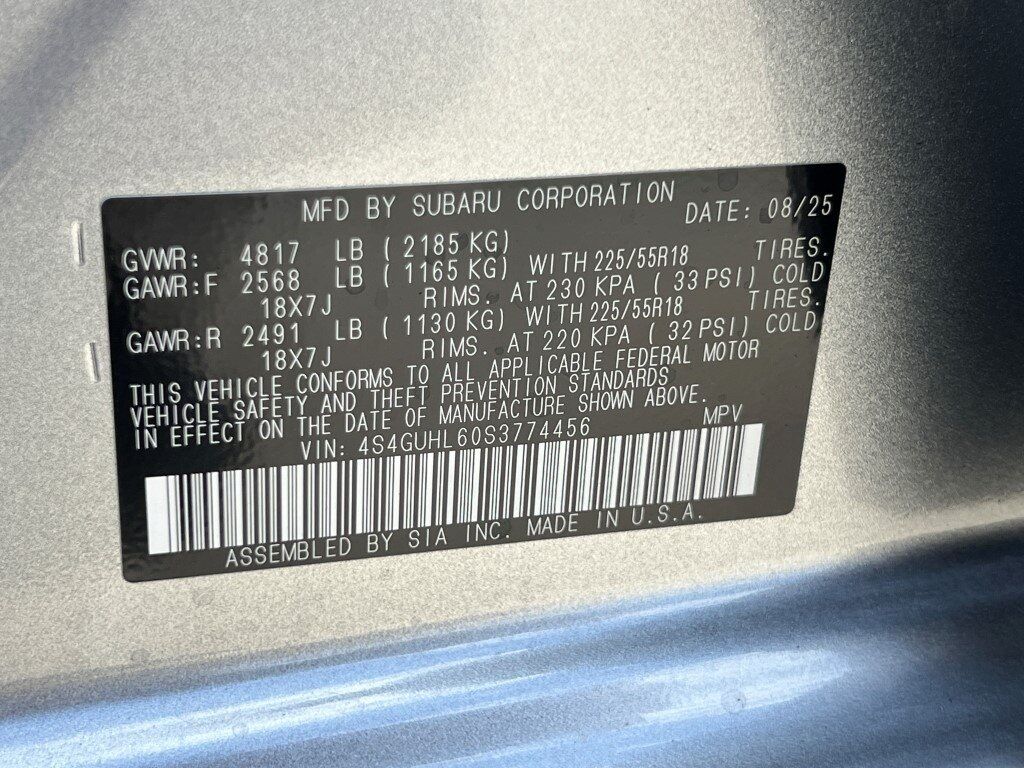 MFD BY SUBARU CORPORATION DATE: 08/25
GVWR: 4817 LB ( 2185 KG)
GAWR:F 2568 LB ( 1165 KG) WITH 225/55R18 TIRES.
18X7J RIMS. AT 230 KPA ( 33 PSI) COLD
GAWR:R 2491 LB ( 1130 KG) WITH 225/55R18 TIRES.
18X7J RIMS. AT 220 KPA ( 32 PSI) COLD
THIS VEHICLE CONFORMS TO ALL APPLICABLE FEDERAL MOTOR
VEHICLE SAFETY AND THEFT PREVENTION STANDARDS
IN EFFECT ON THE DATE OF MANUFACTURE SHOWN ABOVE.
VIN: 4S4GUHL60S3774456 MPV
ASSEMBLED BY SIA INC. MADE IN U.S.A.